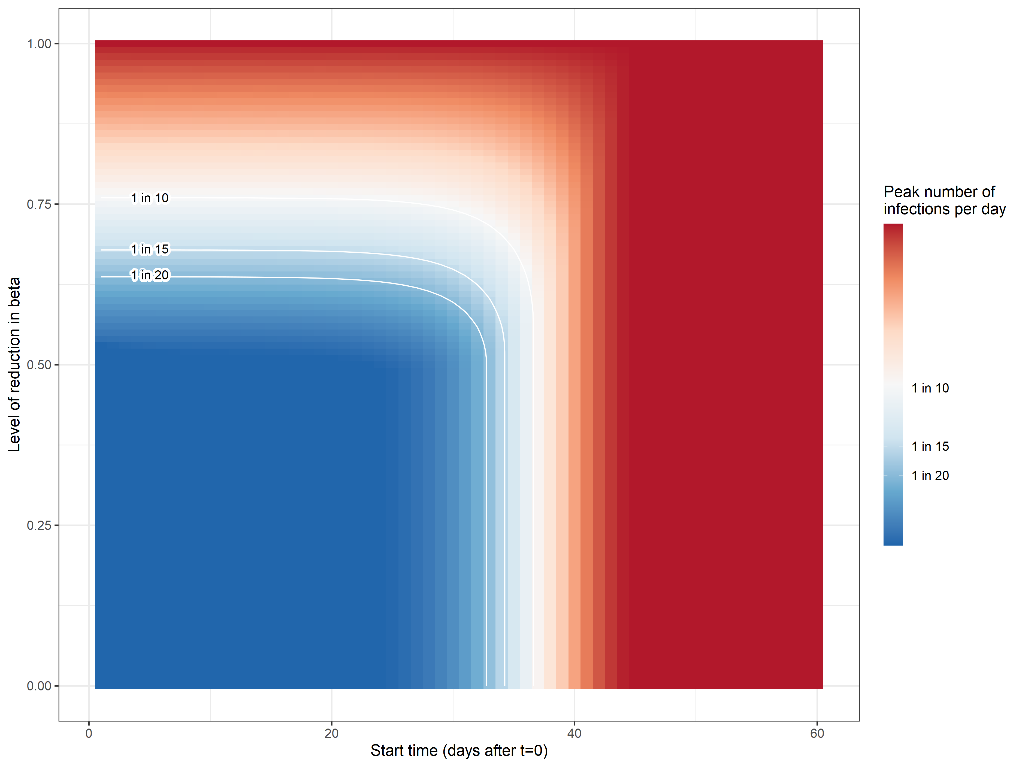 1.00
0.75
0.50
0.25
0.00
Level of reduction in beta
1 in 10
1 in 15
1 in 20
0
20
40
60
Start time (days after t=0)
Peak number of
infections per day
1 in 10
1 in 15
1 in 20